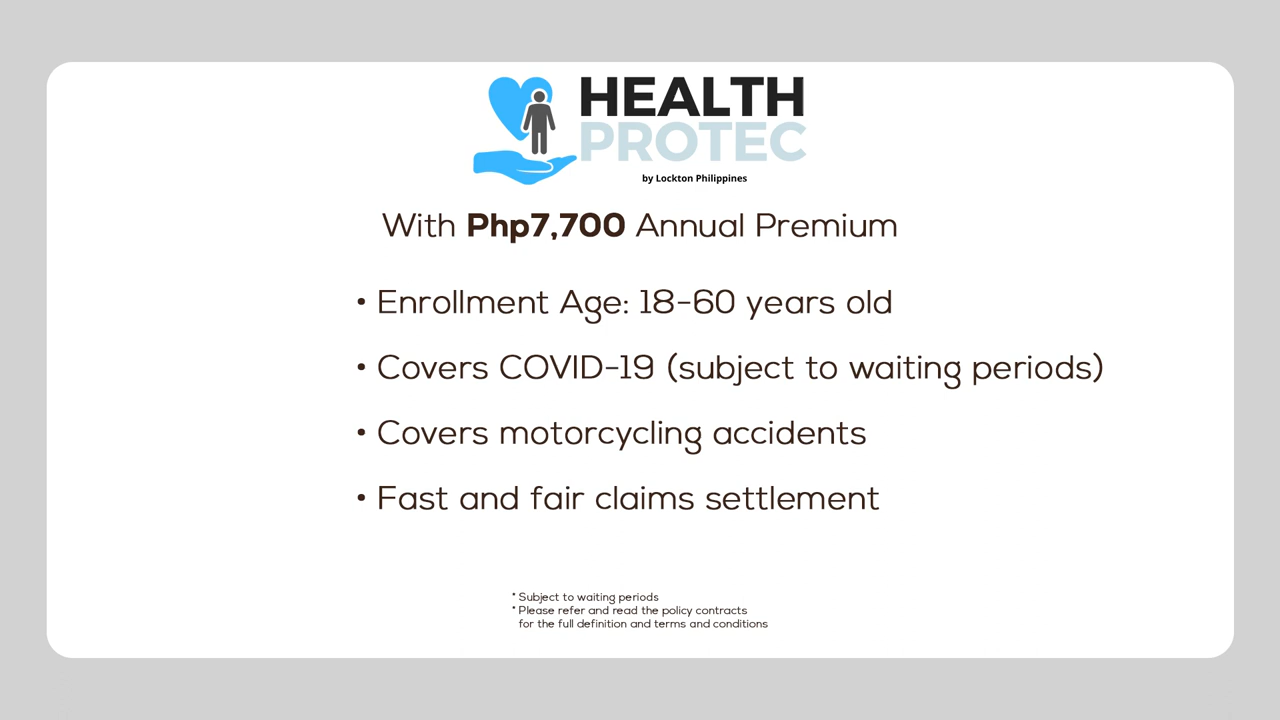 HEALTH
PROTEC
by Lockton Philippines
With Php7,700 Annual Premium
• Enrollment Age: 18-60 years old
• Covers COVID-19 (subject to waiting periods)
• Covers motorcycling accidents
• Fast and fair claims settlement
* Subject to waiting periods
* Please refer and read the policy contracts
for the full definition and terms and conditions